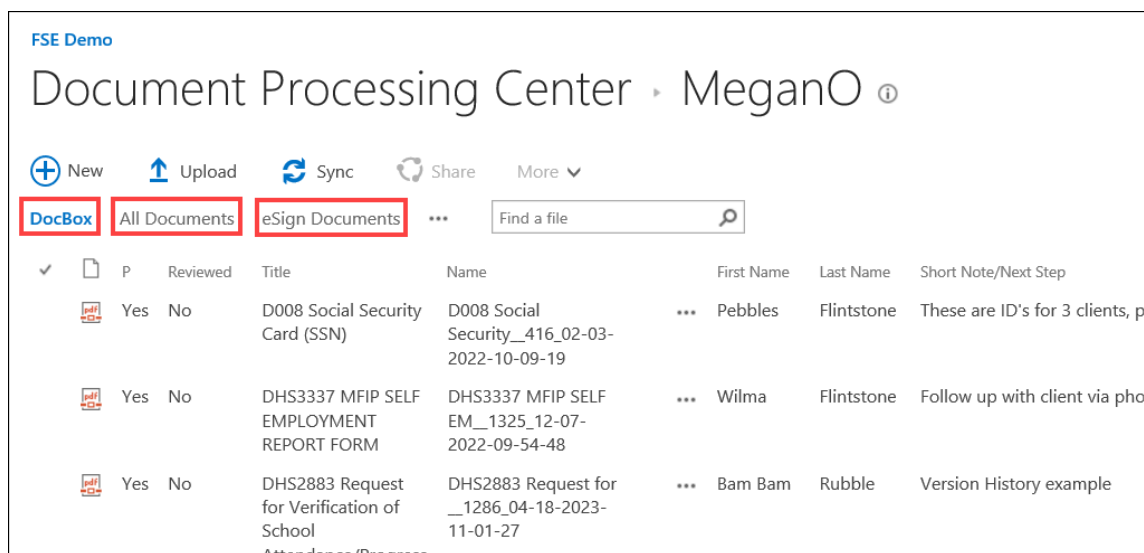 FSE Demo
Document Processing Center ▸ MeganO
New Upload Sync Share More
DocBox All Documents eSign Documents ••• Find a file
P Reviewed Title Name First Name Last Name Short Note/Next Step
pdf Yes No D008 Social Security D008 Social ••• Pebbles Flintstone These are ID's for 3 clients, p
Card (SSN) Security__416_02-03-
2022-10-09-19
pdf Yes No DHS3337 MFIP SELF DHS3337 MFIP SELF ••• Wilma Flintstone Follow up with client via pho
EMPLOYMENT EM__1325_12-07-
REPORT FORM 2022-09-54-48
pdf Yes No DHS2883 Request DHS2883 Request for ••• Bam Bam Rubble Version History example
for Verification of __1286_04-18-2023-
School 11-01-27
Attendance/Progress